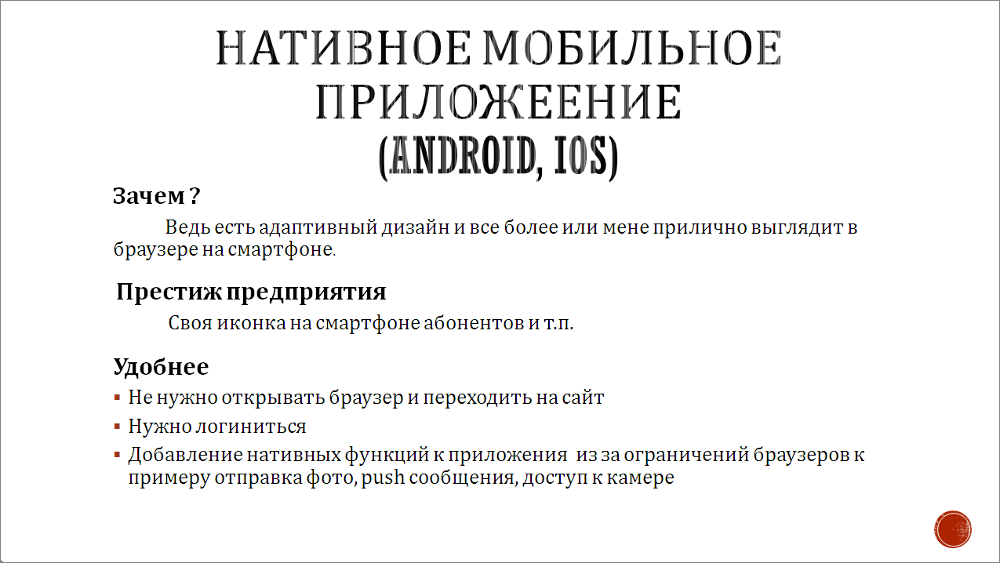 НАТИВНОЕ МОБИЛЬНОЕ
ПРИЛОЖЕЕНИЕ
(ANDROID, IOS)
Зачем ?
Ведь есть адаптивный дизайн и все более или мене прилично выглядит в
браузере на смартфоне.
Престиж предприятия
Своя иконка на смартфоне абонентов и т.п.
Удобнее
▪ Не нужно открывать браузер и переходить на сайт
▪ Нужно логиниться
▪ Добавление нативных функций к приложения из за ограничений браузеров к
примеру отправка фото, push сообщения, доступ к камере